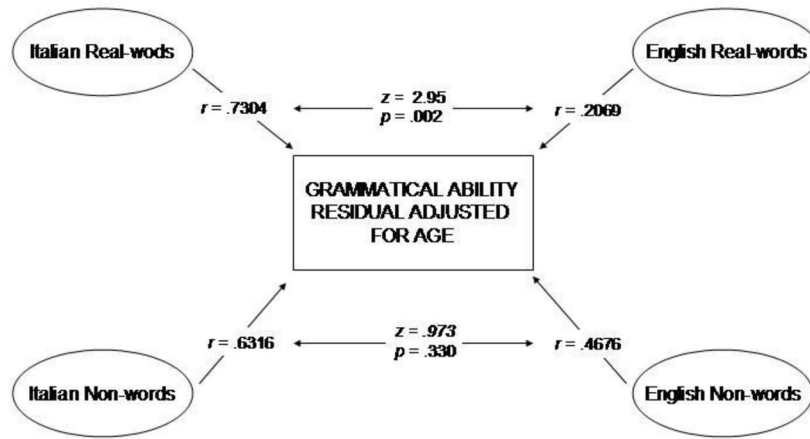 Italian Real-wods
English Real-words
r = .7304
z = 2.95
p = .002
r = .2069
GRAMMATICAL ABILITY
RESIDUAL ADJUSTED
FOR AGE
r = .6316
z = .973
p = .330
r = .4676
Italian Non-words
English Non-words